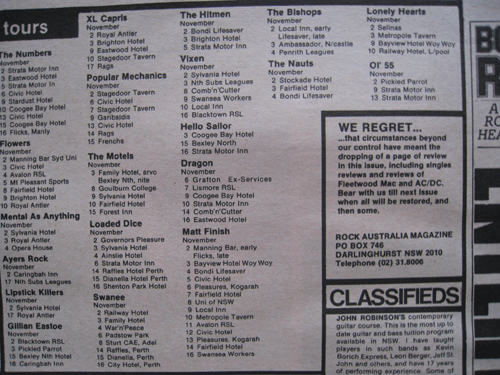 tours
The Numbers
November
2 Strata Motor Inn
3 Eastwood Hotel
5 Strata Motor Inn
6 Civic Hotel
9 Stardust Hotel
10 Coogee Bay Hotel
13 Civic Hotel
15 Coogee Bay Hotel
16 Flicks, Manly
Flowers
November
2 Manning Bar Syd Uni
3 Civic Hotel
4 Avalon RSL
5 Mt Pleasant Sports
8 Fairfield Hotel
9 Brighton Hotel
10 Royal Antler
Mental As Anything
2 Sylvania Hotel
3 Royal Antler
4 Opera House
Ayers Rock
November
2 Caringbah Inn
17 Nth Subs Leagues
Lipstick Killers
November
2 Sylvania Hotel
Gillian Eastoe
November
2 Blacktown RSL
3 Pickled Parrot
15 Bexley Nth Hotel
16 Caringbah Inn
XL Capris
November
2 Royal Antler
3 Brighton Hotel
9 Eastwood Hotel
10 Stagedoor Tavern
17 Rags
Popular Mechanics
November
2 Stagedoor Tavern
6 Civic Hotel
7 Stagedoor Tavern
9 Garibaldis
13 Civic Hotel
14 Rags
15 Frenchs
The Motels
November
3 Family Hotel, arvo
Bexley Nth, nite
8 Goulburn College
9 Sylvania Hotel
10 Fairfield Hotel
15 Forest Inn
Loaded Dice
November
2 Governors Pleasure
3 Sylvania Hotel
4 Ainslie Hotel
6 Strata Motor Inn
14 Raffles Hotel Perth
15 Dianella Hotel Perth
16 Shenton Park Hotel
Swanee
November
2 Railway Hotel
3 Family Hotel
4 War'n'Peace
6 Padstow Park
8 Sturt CAE, Adel
14 Raffles, Perth
15 Dianella, Perth
16 City Hotel, Perth
The Hitmen
November
2 Bondi Lifesaver
3 Brighton Hotel
5 Strata Motor Inn
Vixen
November
2 Sylvania Hotel
3 Nth Subs Leagues
8 Comb'n'Cutter
9 Swansea Workers
10 Local Inn
16 Blacktown RSL
Hello Sailor
3 Coogee Bay Hotel
15 Bexley North
16 Strata Motor Inn
Dragon
November
6 Grafton Ex-Services
7 Lismore RSL
9 Coogee Bay Hotel
10 Strata Motor Inn
14 Comb'n'Cutter
16 Eastwood Hotel
Matt Finish
November
2 Manning Bar, early
Flicks, late
3 Bayview Hotel Woy Woy
4 Bondi Lifesaver
5 Civic Hotel
6 Pleasures, Kogarah
7 Fairfield Hotel
8 Uni of NSW
9 Local Inn
10 Metropole Tavern
11 Avalon RSL
12 Civic Hotel
13 Pleasures, Kogarah
14 Fairfield Hotel
16 Swansea Workers
The Bishops
November
2 Local Inn, early
Lifesaver, late
3 Ambassador, N/castle
4 Penrith Leagues
The Nauts
November
2 Stockade Hotel
3 Fairfield Hotel
4 Bondi Lifesaver
Lonely Hearts
November
2 Selinas
3 Metropole Tavern
9 Bayview Hotel Woy Woy
10 Railway Hotel, L/pool
Ol' 55
November
2 Pickled Parrot
9 Strata Motor Inn
13 Strata Motor Inn
WE REGRET...
...that circumstances beyond
our control have meant the
dropping of a page of review
in this issue, including singles
reviews and reviews of
Fleetwood Mac and AC/DC.
Bear with us till next issue
when all will be restored, and
then some.
ROCK AUSTRALIA MAGAZINE
PO BOX 746
DARLINGHURST NSW 2010
Telephone (02) 31.8006
CLASSIFIEDS
JOHN ROBINSON'S contemporary
guitar course. This is the most up to
date guitar and bass tuition program
available in NSW. I have taught
players in such bands as Kevin
Borich Express, Leon Berger, Jeff St
John and others, and have 17 years
of performing experience. Some of